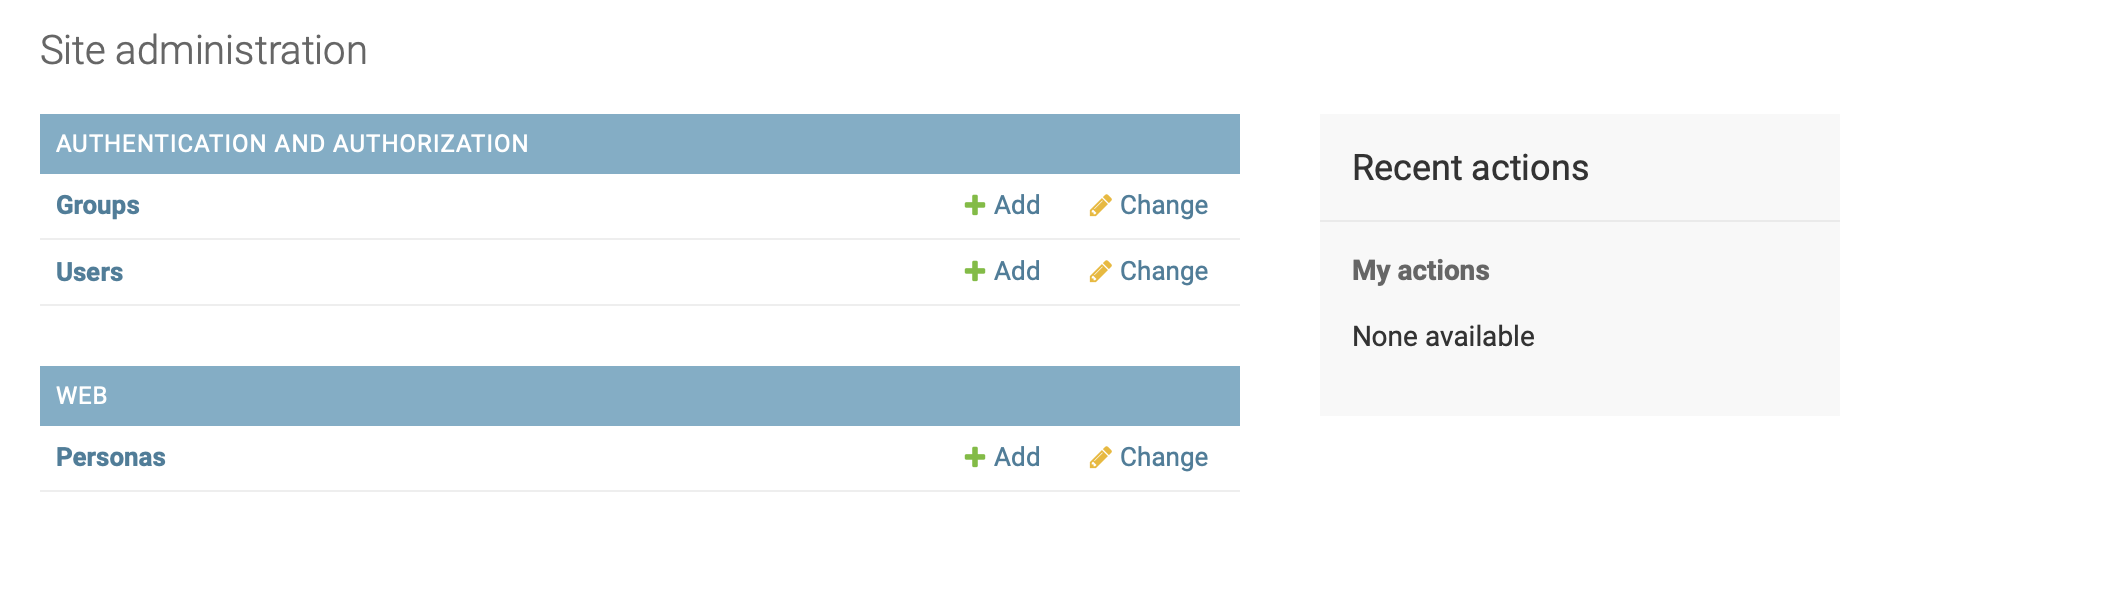 Site administration
AUTHENTICATION AND AUTHORIZATION
Groups Add Change
Users Add Change
WEB
Personas Add Change
Recent actions
My actions
None available